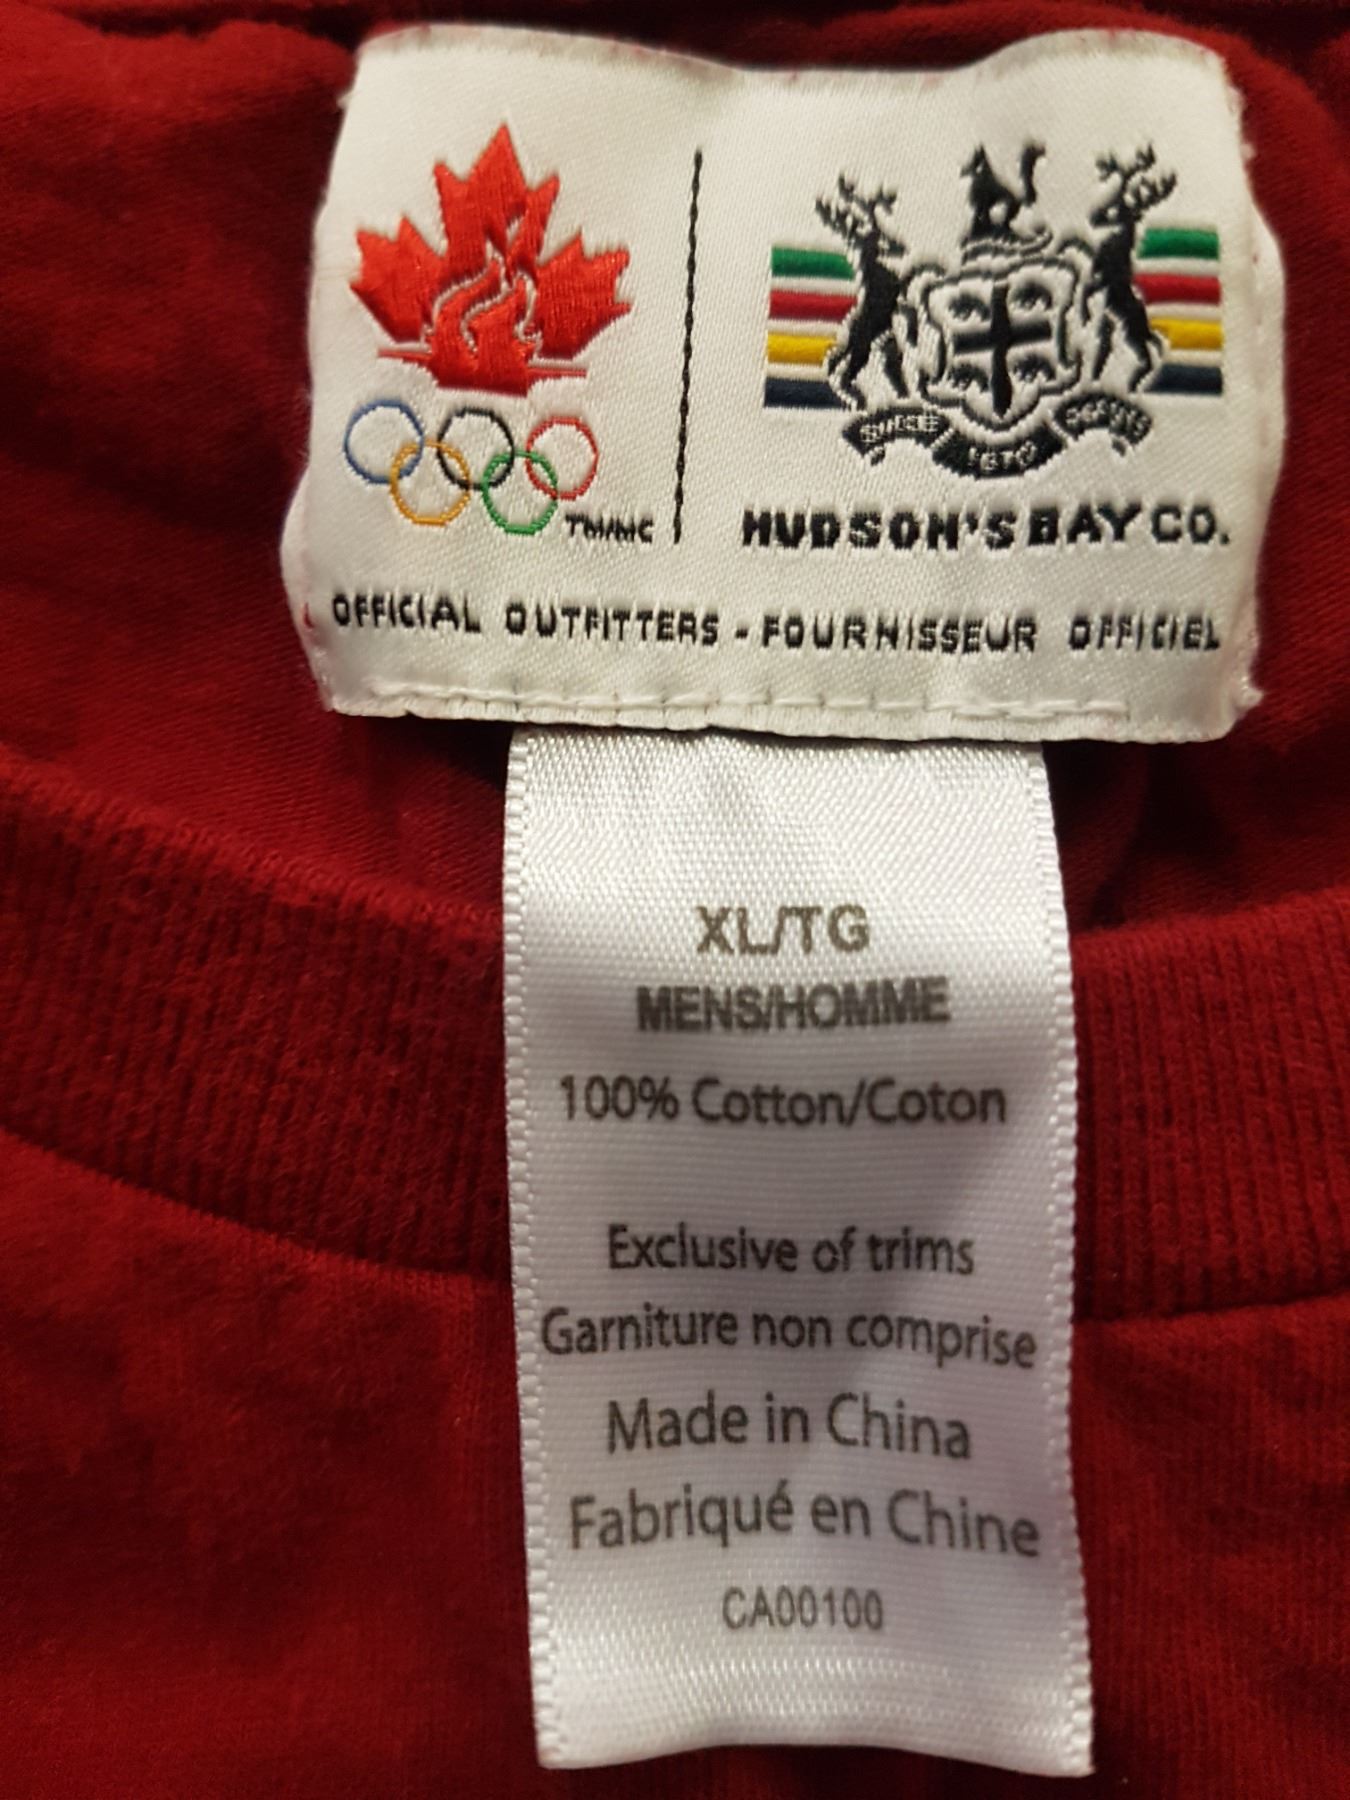 TM/MC
HUDSON'S BAY CO.
OFFICIAL OUTFITTERS - FOURNISSEUR OFFICIEL
XL/TG
MENS/HOMME
100% Cotton/Coton
Exclusive of trims
Garniture non comprise
Made in China
Fabriqué en Chine
CA00100